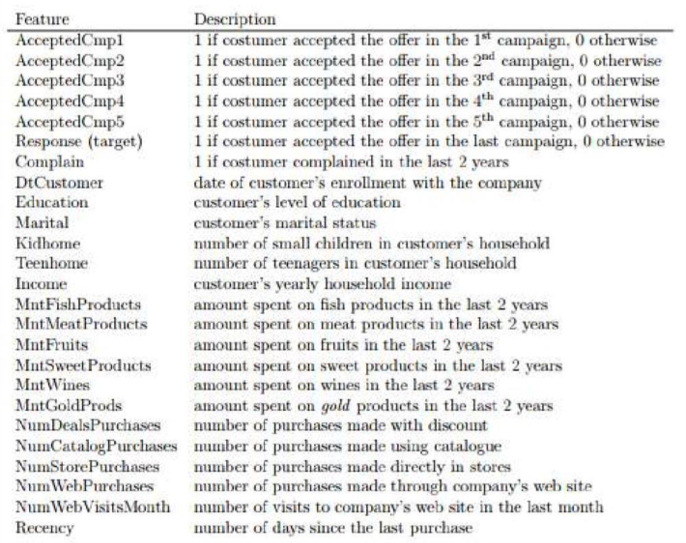 Feature Description
AcceptedCmp1 1 if costumer accepted the offer in the 1st campaign, 0 otherwise
AcceptedCmp2 1 if costumer accepted the offer in the 2nd campaign, 0 otherwise
AcceptedCmp3 1 if costumer accepted the offer in the 3rd campaign, 0 otherwise
AcceptedCmp4 1 if costumer accepted the offer in the 4th campaign, 0 otherwise
AcceptedCmp5 1 if costumer accepted the offer in the 5th campaign, 0 otherwise
Response (target) 1 if costumer accepted the offer in the last campaign, 0 otherwise
Complain 1 if costumer complained in the last 2 years
DtCustomer date of customer's enrollment with the company
Education customer's level of education
Marital customer's marital status
Kidhome number of small children in customer's household
Teenhome number of teenagers in customer's household
Income customer's yearly household income
MntFishProducts amount spent on fish products in the last 2 years
MntMeatProducts amount spent on meat products in the last 2 years
MntFruits amount spent on fruits in the last 2 years
MntSweetProducts amount spent on sweet products in the last 2 years
MntWines amount spent on wines in the last 2 years
MntGoldProds amount spent on gold products in the last 2 years
NumDealsPurchases number of purchases made with discount
NumCatalogPurchases number of purchases made using catalogue
NumStorePurchases number of purchases made directly in stores
NumWebPurchases number of purchases made through company's web site
NumWebVisitsMonth number of visits to company's web site in the last month
Recency number of days since the last purchase